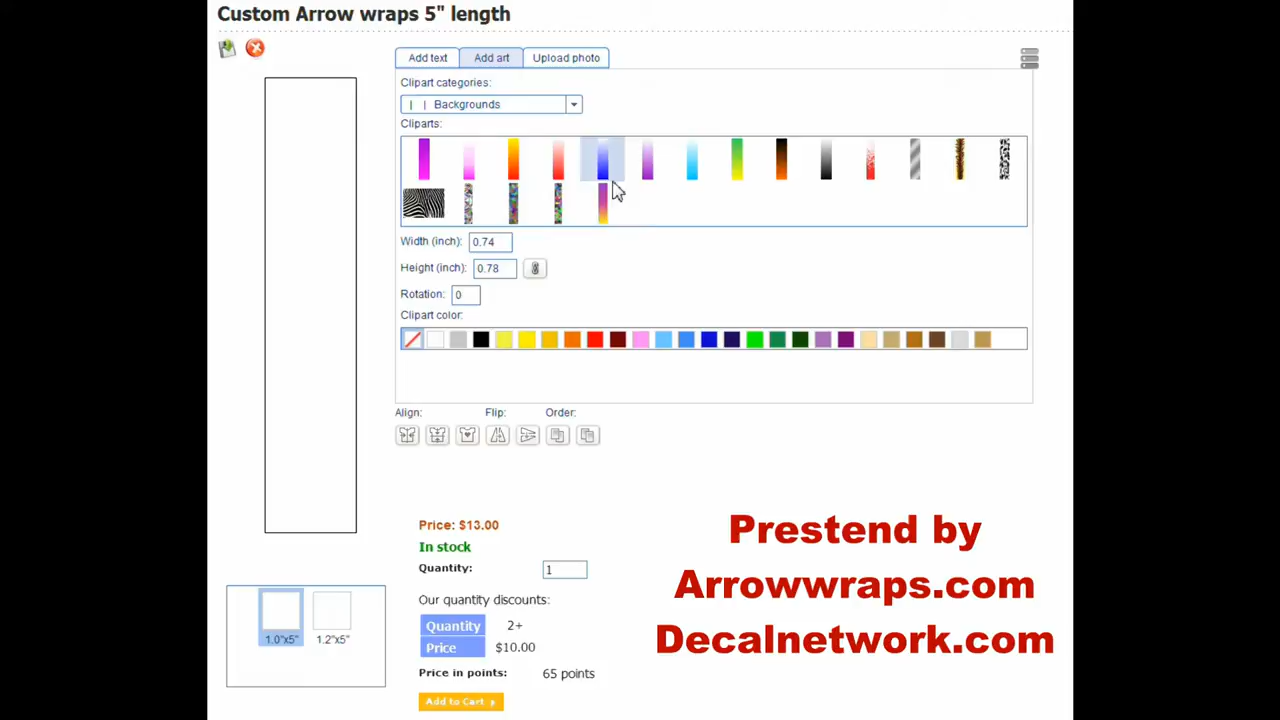 Custom Arrow wraps 5" length
Add text
Add art
Upload photo
Clipart categories:
| | Backgrounds
Cliparts:
Width (inch): 0.74
Height (inch): 0.78
Rotation: 0
Clipart color:
Align: Flip: Order:
Price: $13.00
In stock
Quantity: 1
Our quantity discounts:
Quantity 2+
Price $10.00
Price in points: 65 points
Add to Cart
1.0"x5" 1.2"x5"
Prestend by
Arrowwraps.com
Decalnetwork.com